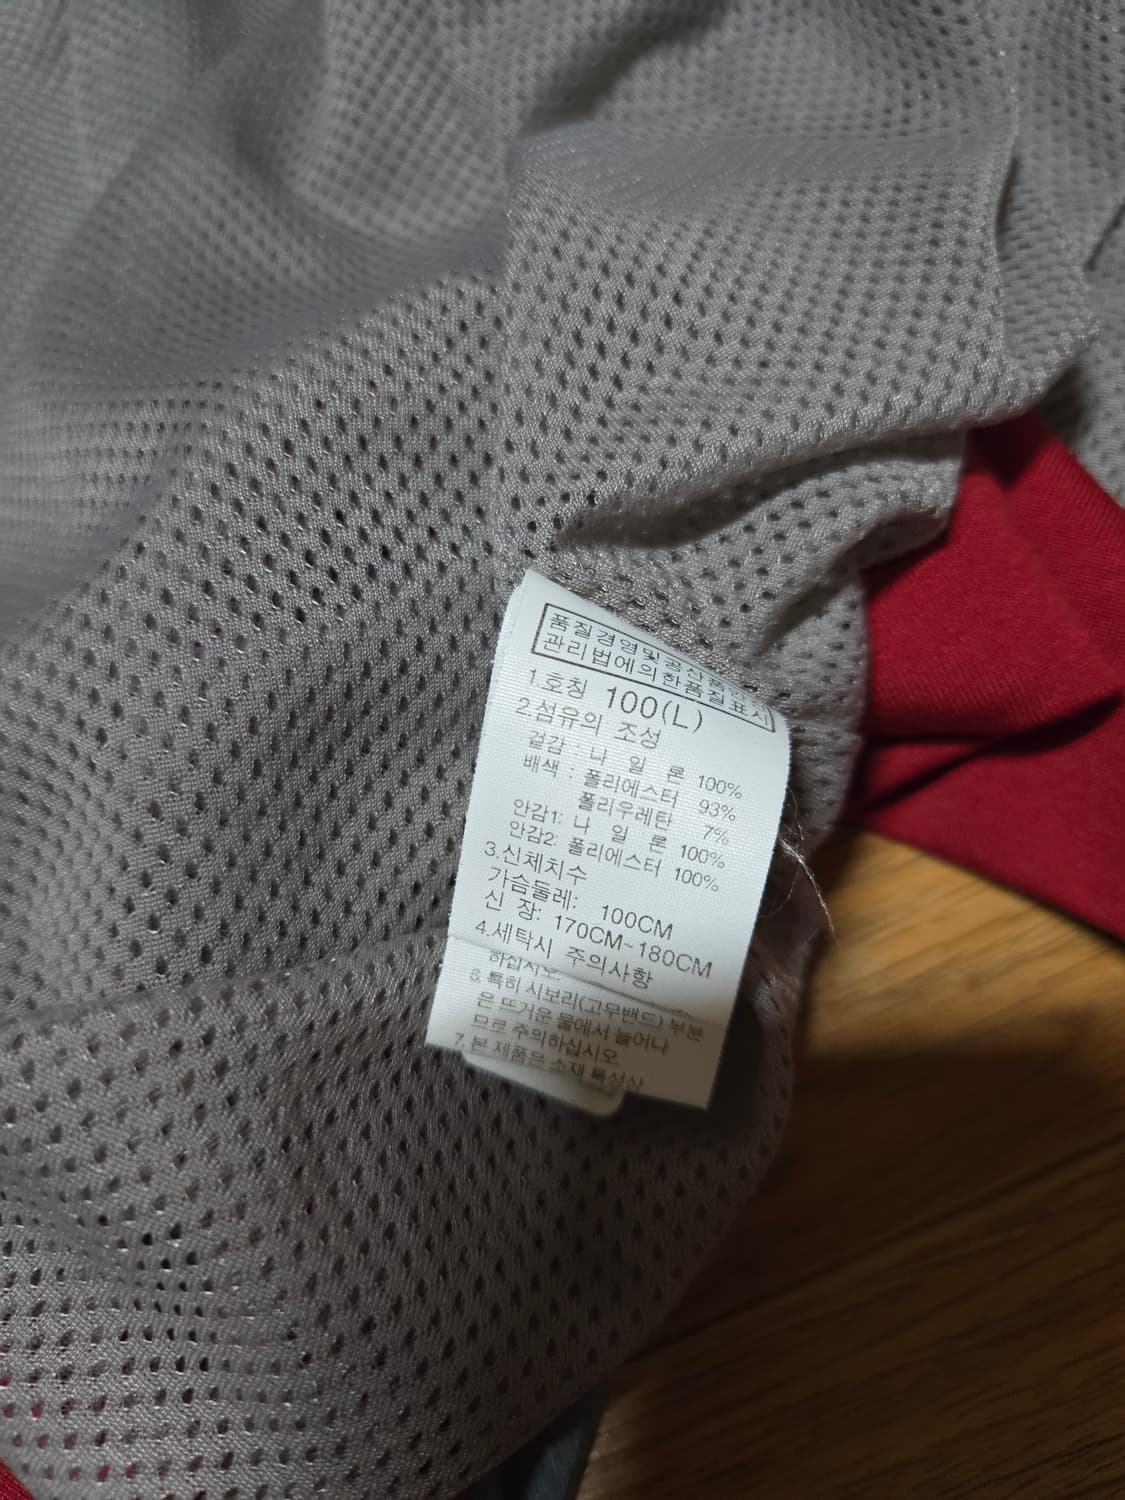 품질경영및공산품안
관리법에의한품질표시
1.호칭 100(L)
2.섬유의 조성
겉감 : 나 일 론 100%
배색 : 폴리에스터 93%
폴리우레탄 7%
안감1: 나 일 론 100%
안감2: 폴리에스터 100%
3.신체치수
가슴둘레: 100CM
신 장: 170CM-180CM
4.세탁시 주의사항
하십시오.
6.특히 시보리(고무밴드) 부분
은 뜨거운 물에서 늘어나
므로 주의하십시오
7.본 제품은 소재 특성상